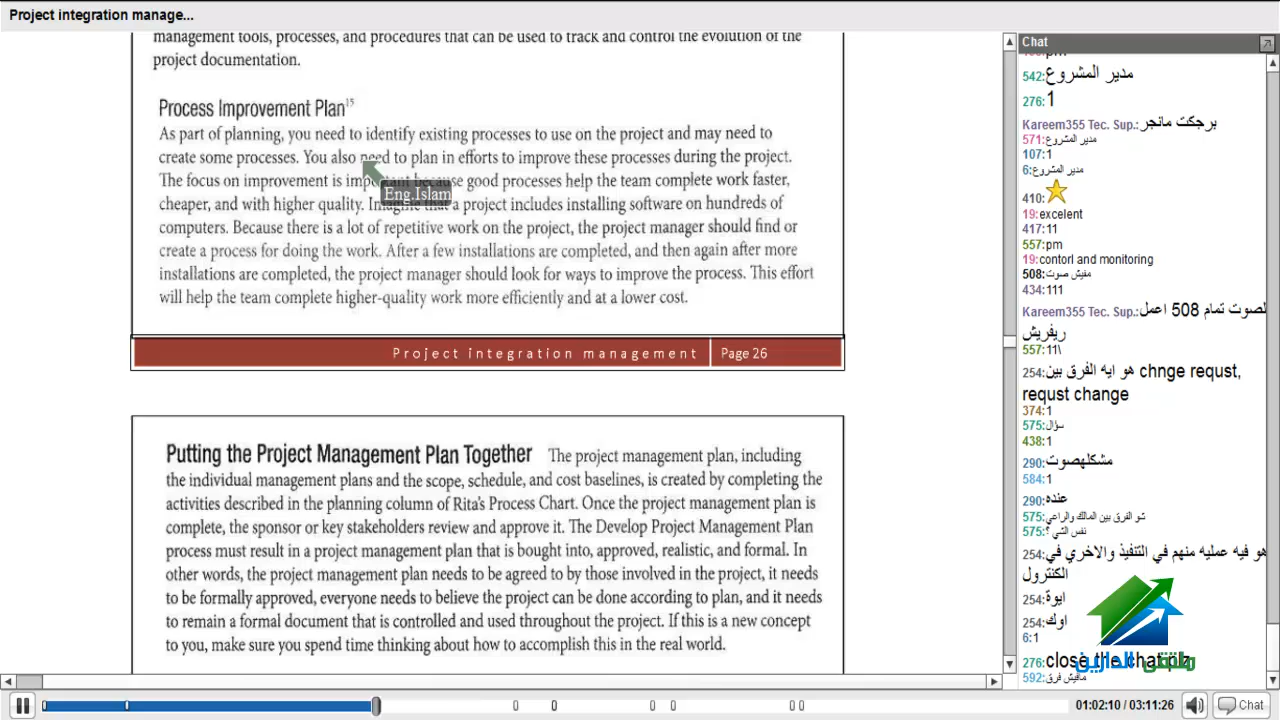 Project integration manage...
management tools, processes, and procedures that can be used to track and control the evolution of the
project documentation.
Process Improvement Plan15
As part of planning, you need to identify existing processes to use on the project and may need to
create some processes. You also need to plan in efforts to improve these processes during the project.
The focus on improvement is important because good processes help the team complete work faster,
Eng.Islam
cheaper, and with higher quality. Imagine that a project includes installing software on hundreds of
computers. Because there is a lot of repetitive work on the project, the project manager should find or
create a process for doing the work. After a few installations are completed, and then again after more
installations are completed, the project manager should look for ways to improve the process. This effort
will help the team complete higher-quality work more efficiently and at a lower cost.
Project integration management Page 26
Putting the Project Management Plan Together The project management plan, including
the individual management plans and the scope, schedule, and cost baselines, is created by completing the
activities described in the planning column of Rita's Process Chart. Once the project management plan is
complete, the sponsor or key stakeholders review and approve it. The Develop Project Management Plan
process must result in a project management plan that is bought into, approved, realistic, and formal. In
other words, the project management plan needs to be agreed to by those involved in the project, it needs
to be formally approved, everyone needs to believe the project can be done according to plan, and it needs
to remain a formal document that is controlled and used throughout the project. If this is a new concept
to you, make sure you spend time thinking about how to accomplish this in the real world.
Chat
542:مدير المشروع
276:1
Kareem355 Tec. Sup.:برجكت مانجر
571:مدير المشروع
107:1
6:مدير المشروع
410:
19:excelent
417:11
557:pm
19:contorl and monitoring
508:مفيش صوت
434:111
Kareem355 Tec. Sup.:لصوت تمام 508 اعمل
ريفريش
557:11\
254:هو ايه الفرق بين chnge requst,
requst change
374:1
575:سؤال
438:1
290:مشكلهصوت
584:1
290:عنده
575:شو الفرق بين المالك والراعي
575:نفس الشي ؟
254:هو فيه عمليه منهم في التنفيذ والاخري في
الكنترول
254:ايوة
254:اوك
6:1
276:close the chat plz
592:مافيش فرق
ملتقى الدارين
01:02:10 / 03:11:26
Chat